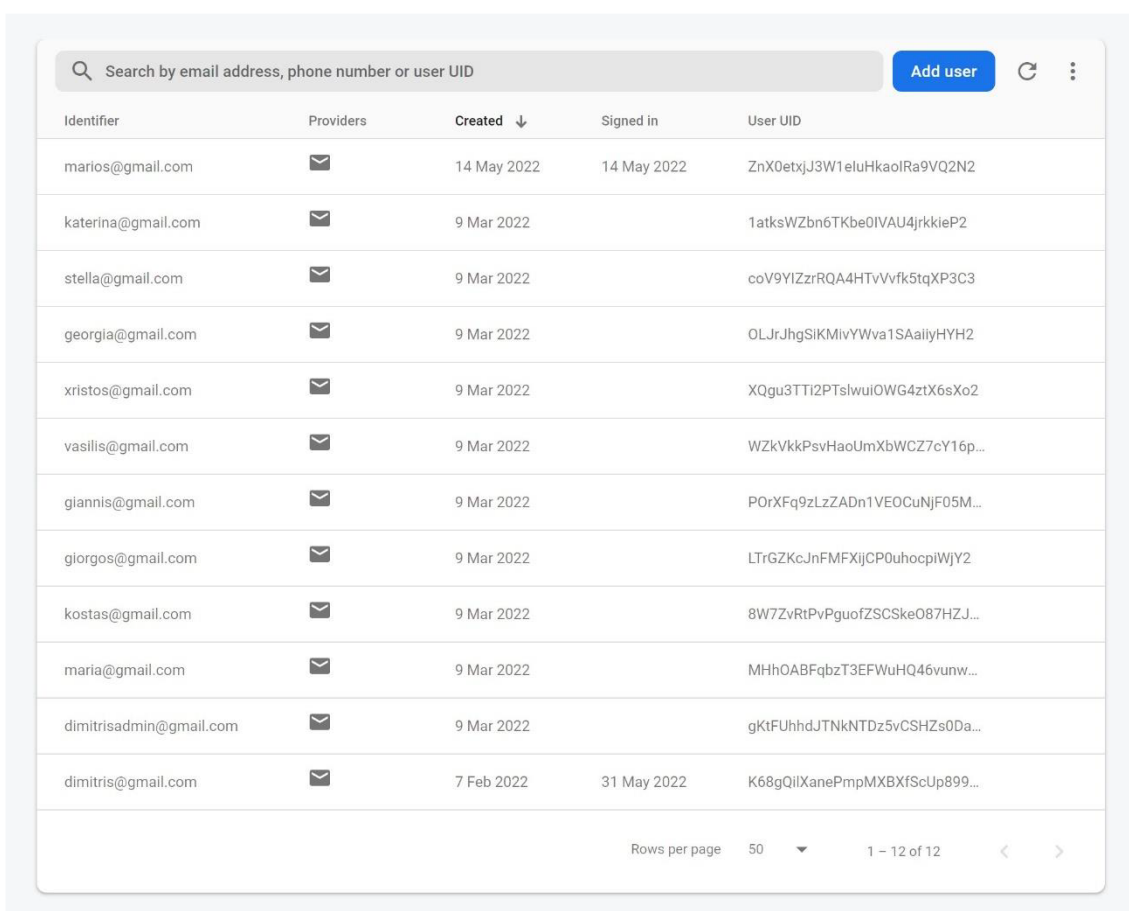 Search by email address, phone number or user UID Add user
Identifier Providers Created Signed in User UID
marios@gmail.com 14 May 2022 14 May 2022 ZnX0etxjJ3W1eIuHkaoIRa9VQ2N2
katerina@gmail.com 9 Mar 2022 1atksWZbn6TKbe0IVAU4jrkkieP2
stella@gmail.com 9 Mar 2022 coV9YIZzrRQA4HTvVvfk5tqXP3C3
georgia@gmail.com 9 Mar 2022 OLJrJhgSiKMivYWva1SAaiiyHYH2
xristos@gmail.com 9 Mar 2022 XQgu3TTi2PTslwuiOWG4ztX6sXo2
vasilis@gmail.com 9 Mar 2022 WZkVkkPsvHaoUmXbWCZ7cY16p...
giannis@gmail.com 9 Mar 2022 POrXFq9zLzZADn1VEOCuNjF05M...
giorgos@gmail.com 9 Mar 2022 LTrGZKcJnFMFXijCP0uhocpiWjY2
kostas@gmail.com 9 Mar 2022 8W7ZvRtPvPguofZSCSkeO87HZJ...
maria@gmail.com 9 Mar 2022 MHhOABFqbzT3EFWuHQ46vunw...
dimitrisadmin@gmail.com 9 Mar 2022 gKtFUhhdJTNkNTDz5vCSHZs0Da...
dimitris@gmail.com 7 Feb 2022 31 May 2022 K68gQilXanePmpMXBXfScUp899...
Rows per page 50 1 – 12 of 12